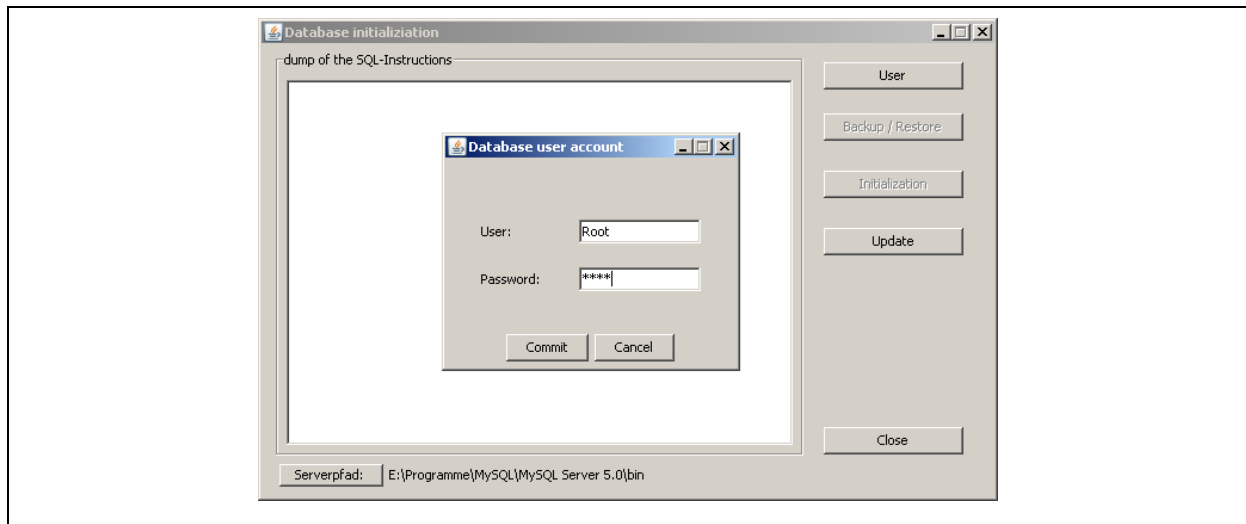 Database initializiation
dump of the SQL-Instructions
User
Backup / Restore
Database user account
Initialization
User: Root
Update
Password: ****
Commit Cancel
Close
Serverpfad: E:\Programme\MySQL\MySQL Server 5.0\bin